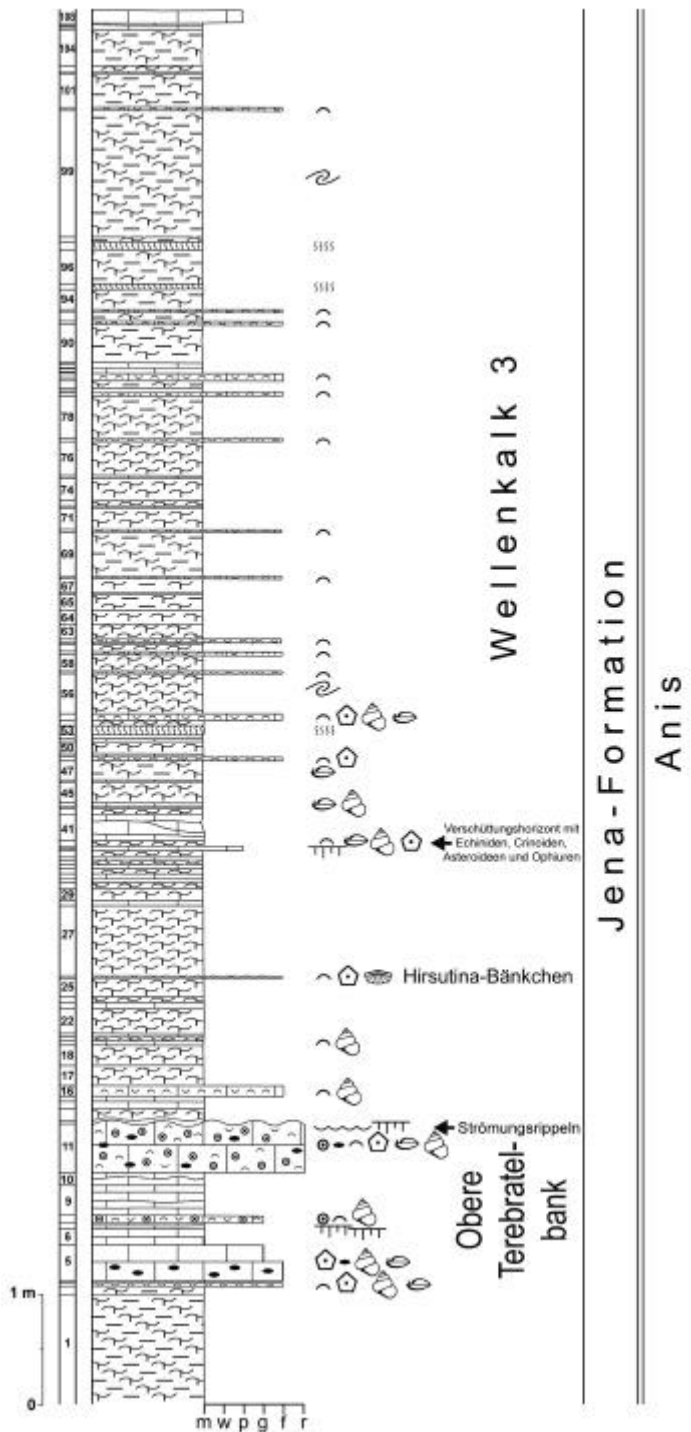 105
104
101
99
96
94
90
78
76
74
71
69
67
65
64
63
58
56
53
50
47
45
41
29
27
25
22
18
17
16
11
10
9
6
5
1
1 m
0
m w p g f r
Verschüttungshorizont mit
Echiniden, Crinoiden,
Asteroideen und Ophiuren
Hirsutina-Bänkchen
Strömungsrippeln
Wellenkalk 3
Obere
Terebratel-
bank
Jena-Formation
Anis